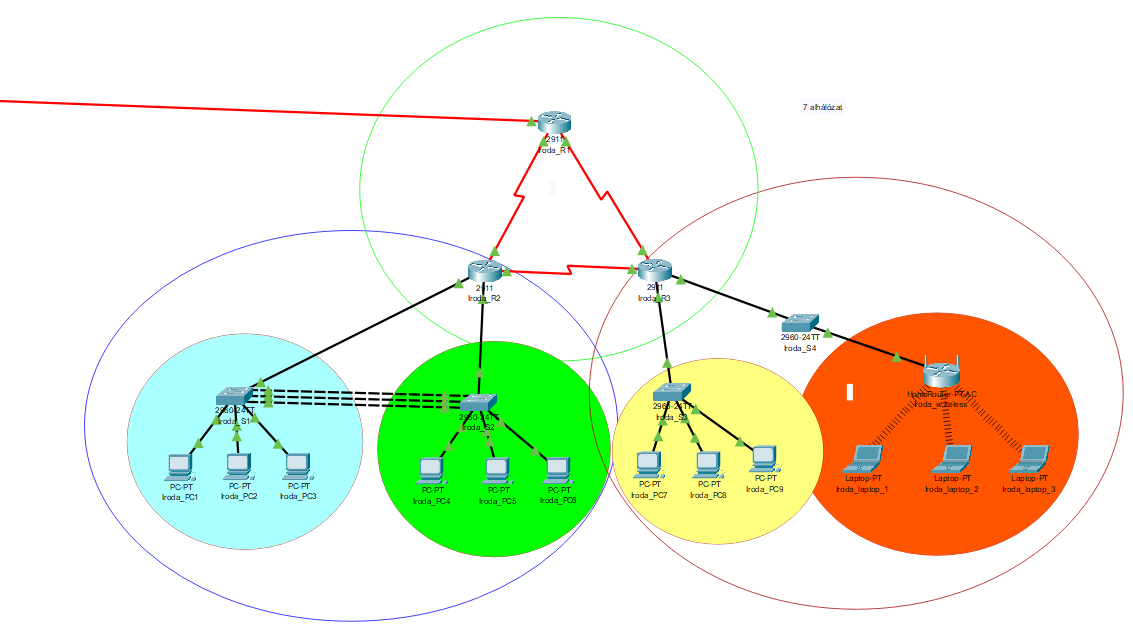 7 alhálózat
2911
Iroda_R1
2911
Iroda_R2
2911
Iroda_R3
2960-24TT
Iroda_S4
2960-24TT
Iroda_S1
2960-24TT
Iroda_S2
2960-24TT
Iroda_S3
HomeRouter-PT-AC
Iroda_wireless
PC-PT
Iroda_PC1
PC-PT
Iroda_PC2
PC-PT
Iroda_PC3
PC-PT
Iroda_PC4
PC-PT
Iroda_PC5
PC-PT
Iroda_PC6
PC-PT
Iroda_PC7
PC-PT
Iroda_PC8
PC-PT
Iroda_PC9
Laptop-PT
Iroda_laptop_1
Laptop-PT
Iroda_laptop_2
Laptop-PT
Iroda_laptop_3